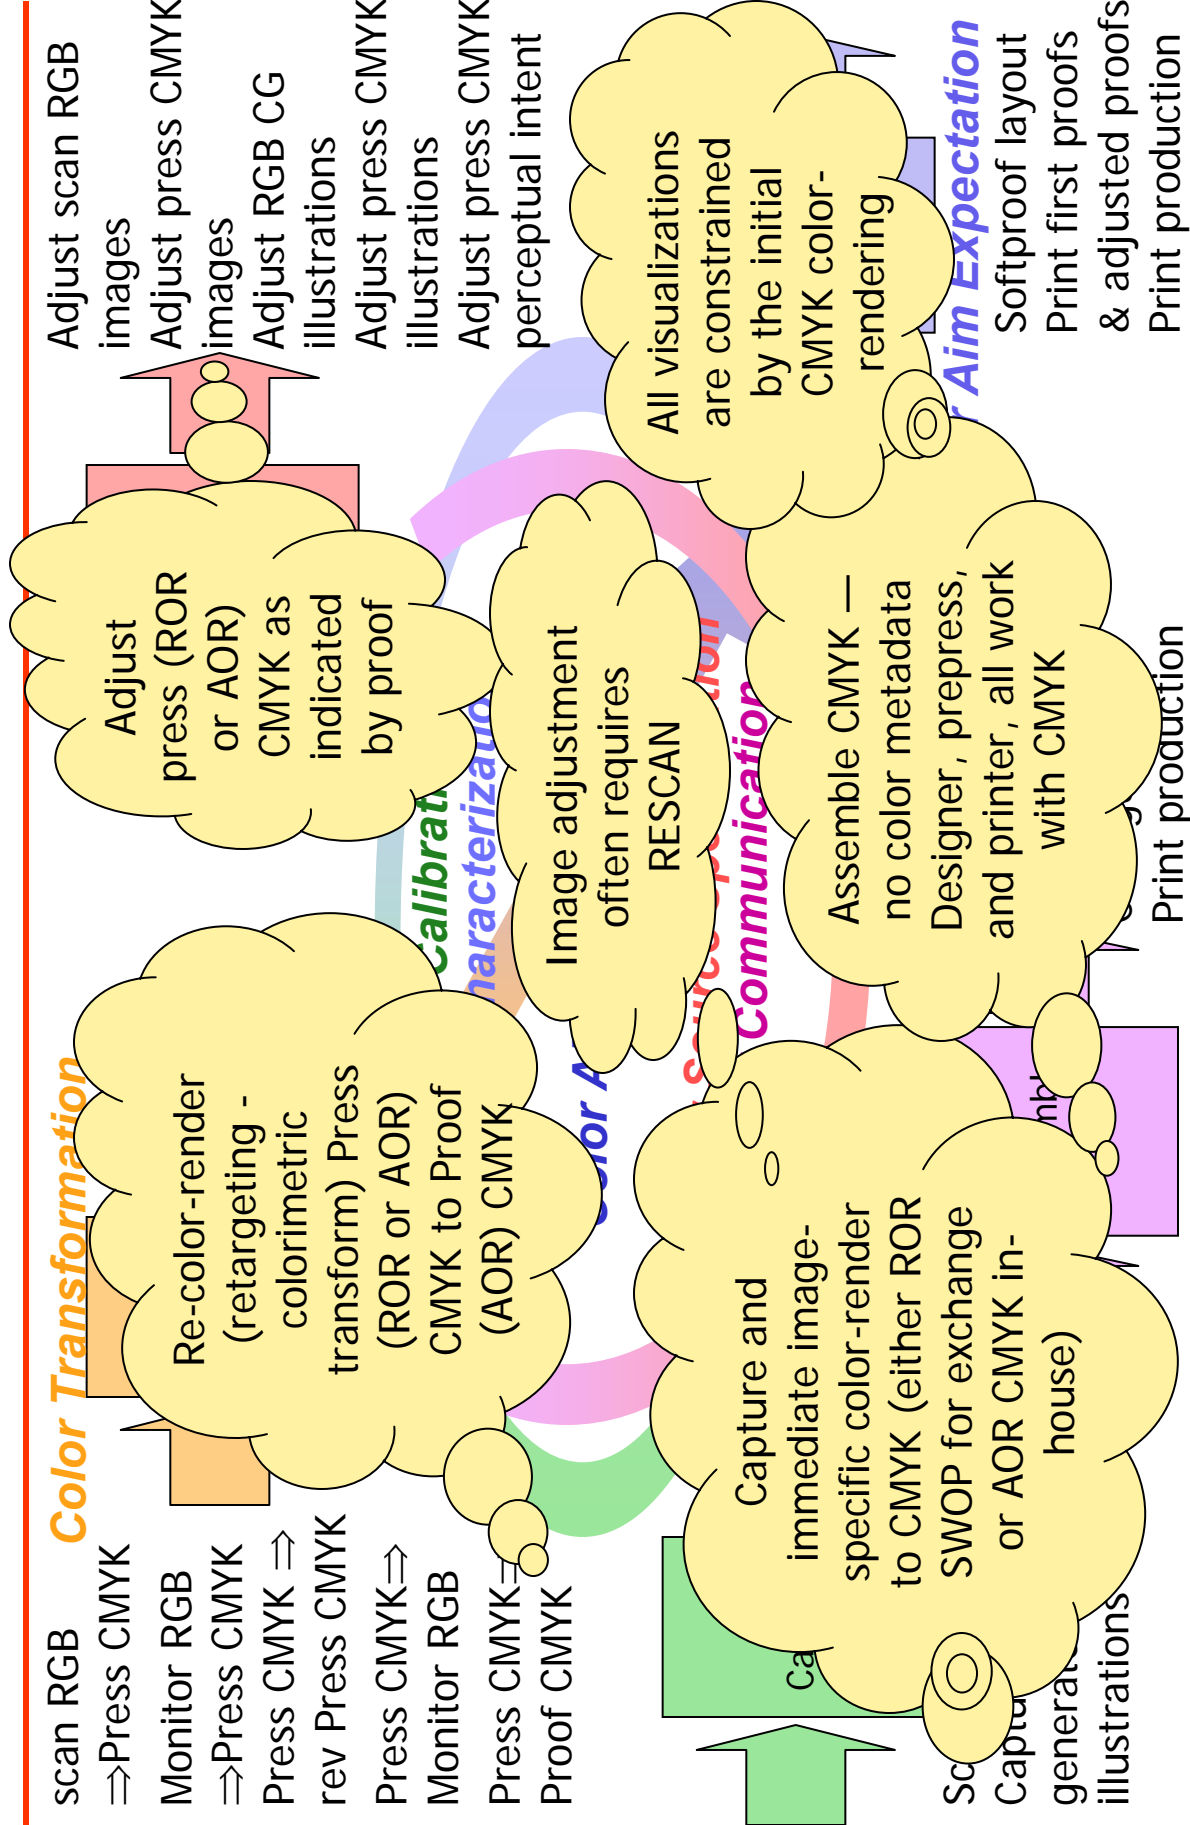 Color Transformation
scan RGB
⇒Press CMYK
Monitor RGB
⇒Press CMYK
Press CMYK ⇒
rev Press CMYK
Press CMYK⇒
Monitor RGB
Press CMYK⇒
Proof CMYK
Re-color-render
(retargeting -
colorimetric
transform) Press
(ROR or AOR)
CMYK to Proof
(AOR) CMYK
Adjust
press (ROR
or AOR)
CMYK as
indicated
by proof
Adjust scan RGB
images
Adjust press CMYK
images
Adjust RGB CG
illustrations
Adjust press CMYK
illustrations
Adjust press CMYK
perceptual intent
Image adjustment
often requires
RESCAN
Communication
Capture and
immediate image-
specific color-render
to CMYK (either ROR
SWOP for exchange
or AOR CMYK in-
house)
illustrations
Assemble CMYK —
no color metadata
Designer, prepress,
and printer, all work
with CMYK
Print production
All visualizations
are constrained
by the initial
CMYK color-
rendering
Aim Expectation
Softproof layout
Print first proofs
& adjusted proofs
Print production